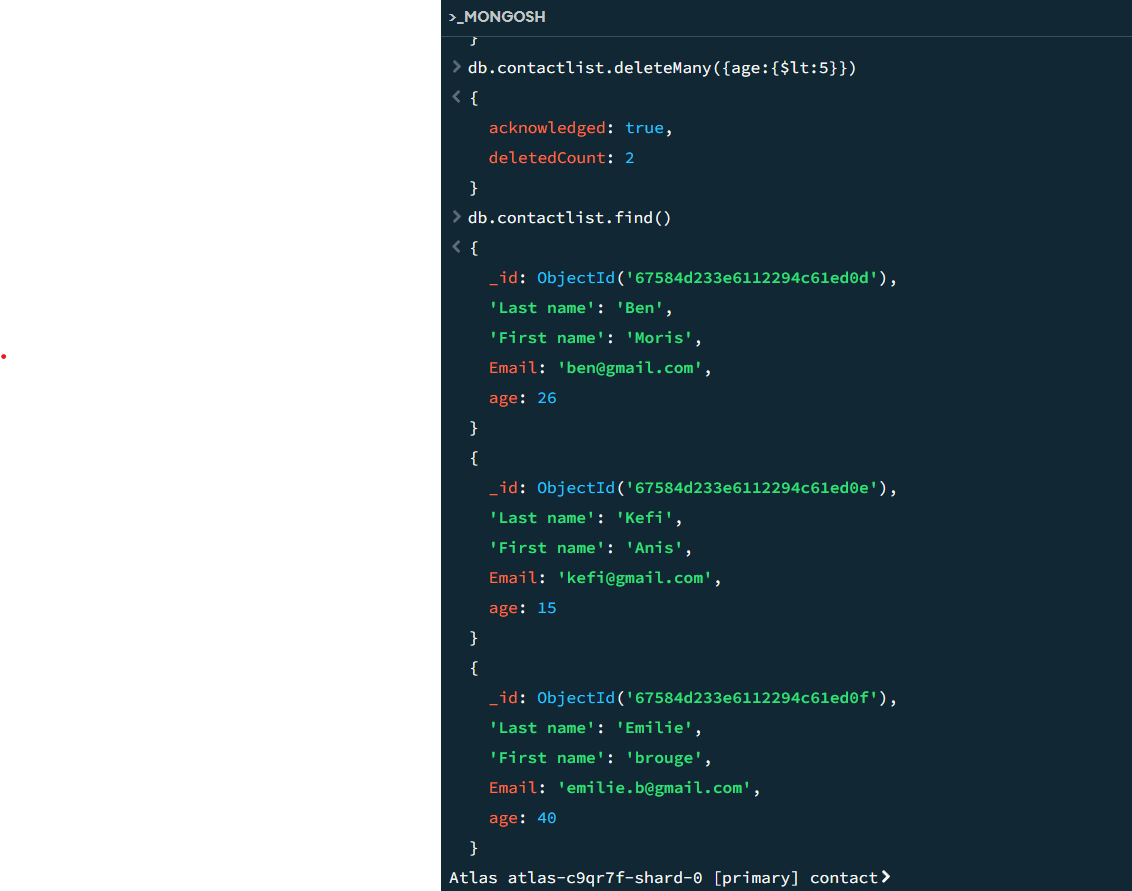 >_MONGOSH
}
> db.contactlist.deleteMany({age:{$lt:5}})
< {
acknowledged: true,
deletedCount: 2
}
> db.contactlist.find()
< {
_id: ObjectId('67584d233e6112294c61ed0d'),
'Last name': 'Ben',
'First name': 'Moris',
Email: 'ben@gmail.com',
age: 26
}
{
_id: ObjectId('67584d233e6112294c61ed0e'),
'Last name': 'Kefi',
'First name': 'Anis',
Email: 'kefi@gmail.com',
age: 15
}
{
_id: ObjectId('67584d233e6112294c61ed0f'),
'Last name': 'Emilie',
'First name': 'brouge',
Email: 'emilie.b@gmail.com',
age: 40
}
Atlas atlas-c9qr7f-shard-0 [primary] contact>